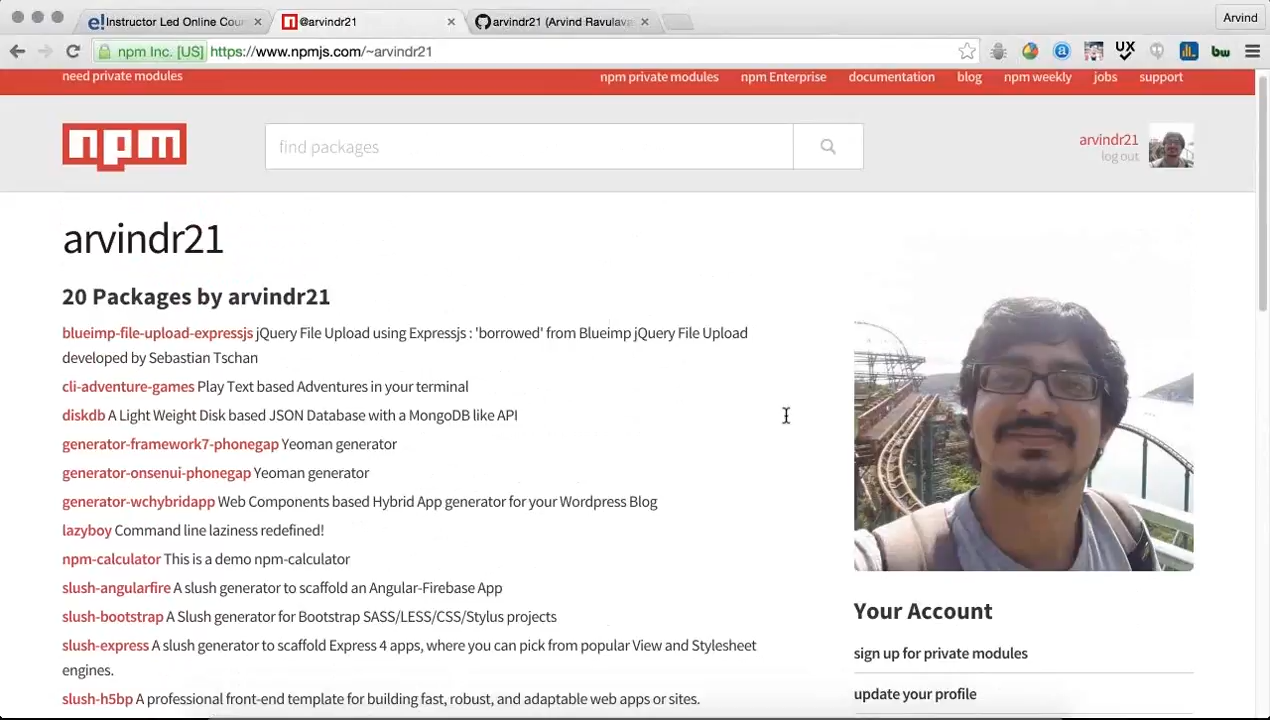 !Instructor Led Online Cour
@arvindr21
arvindr21 (Arvind Ravulava
Arvind
npm Inc. [US] https://www.npmjs.com/~arvindr21
UX
bw
need private modules
npm private modules npm Enterprise documentation blog npm weekly jobs support
npm
find packages
arvindr21
log out
arvindr21
20 Packages by arvindr21
blueimp-file-upload-expressjs jQuery File Upload using Expressjs : 'borrowed' from Blueimp jQuery File Upload
developed by Sebastian Tschan
cli-adventure-games Play Text based Adventures in your terminal
diskdb A Light Weight Disk based JSON Database with a MongoDB like API
generator-framework7-phonegap Yeoman generator
generator-onsenui-phonegap Yeoman generator
generator-wchybridapp Web Components based Hybrid App generator for your Wordpress Blog
lazyboy Command line laziness redefined!
npm-calculator This is a demo npm-calculator
slush-angularfire A slush generator to scaffold an Angular-Firebase App
slush-bootstrap A Slush generator for Bootstrap SASS/LESS/CSS/Stylus projects
slush-express A slush generator to scaffold Express 4 apps, where you can pick from popular View and Stylesheet
engines.
slush-h5bp A professional front-end template for building fast, robust, and adaptable web apps or sites.
Your Account
sign up for private modules
update your profile